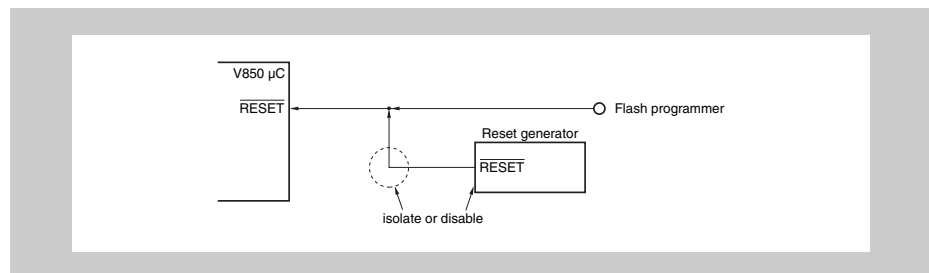 V850 µC
RESET
Flash programmer
Reset generator
RESET
isolate or disable